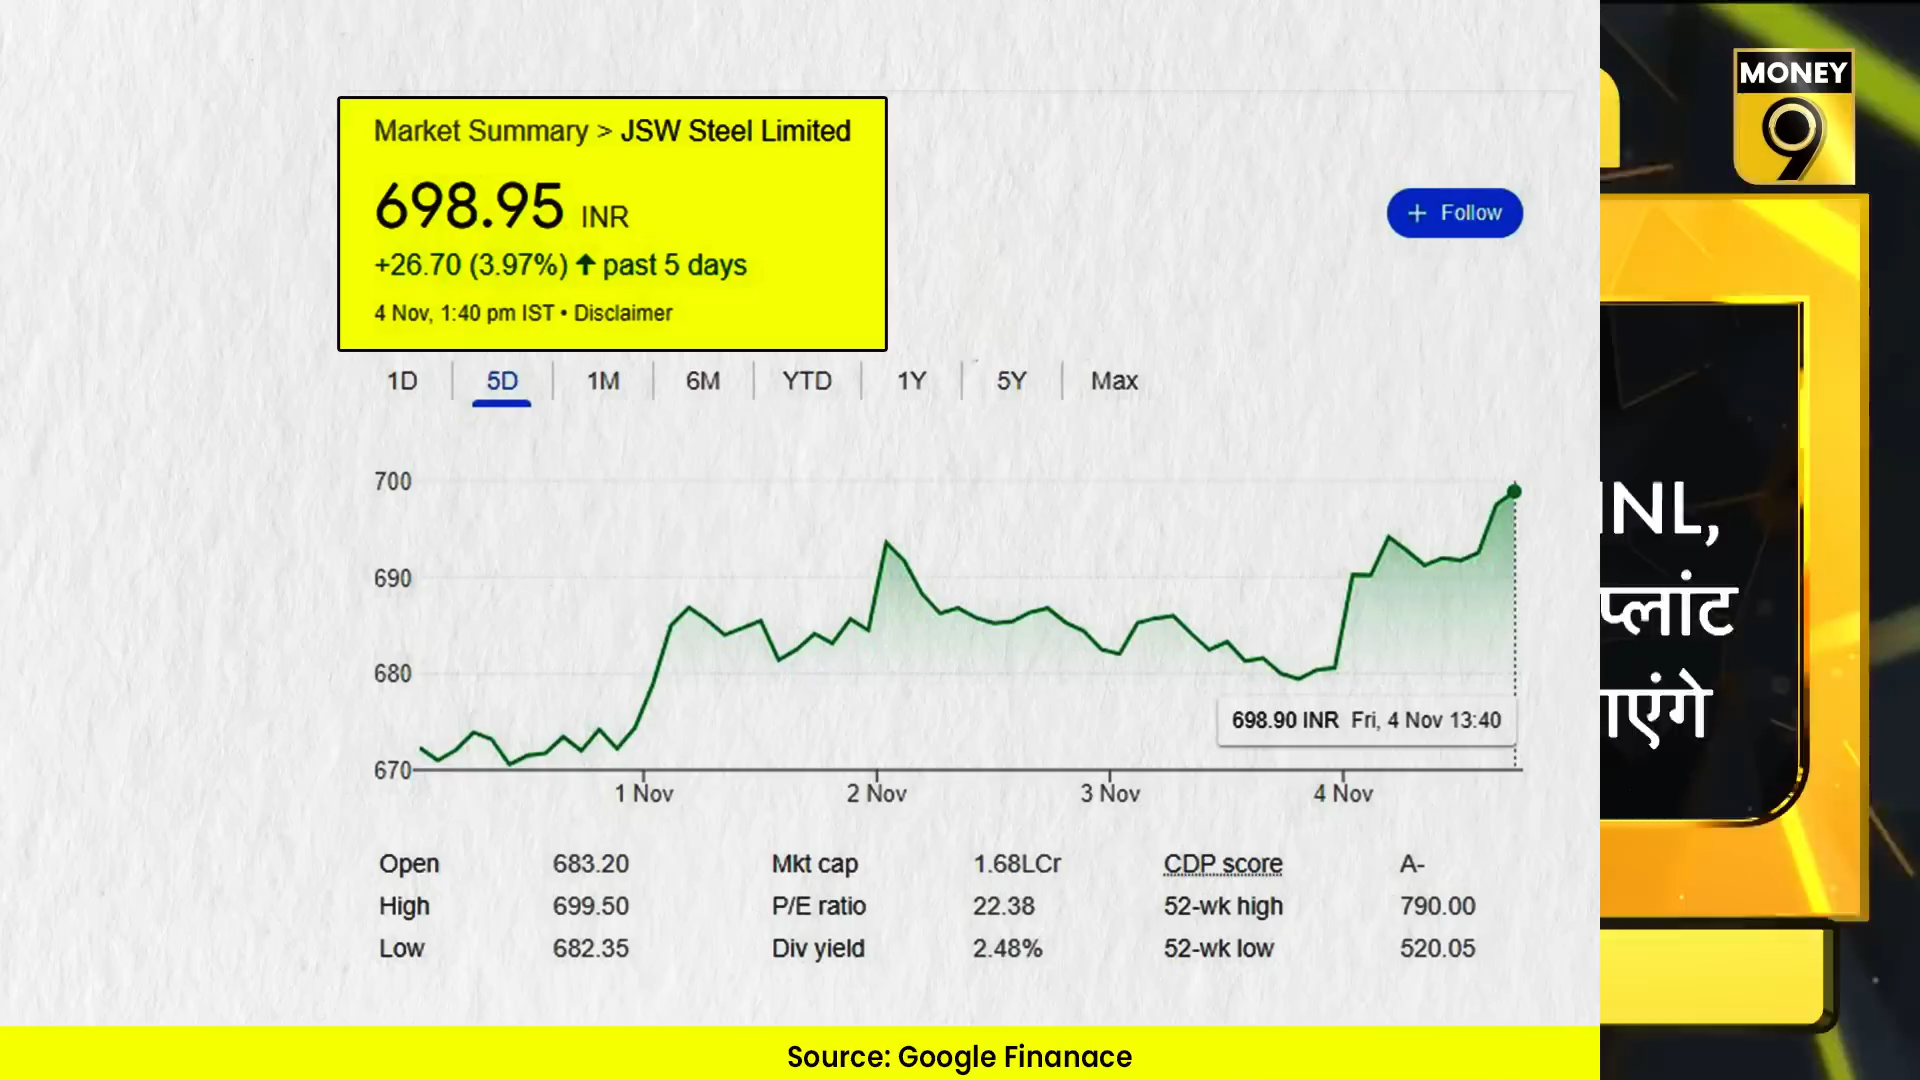 Market Summary > JSW Steel Limited
698.95 INR
+26.70 (3.97%) ↑ past 5 days
4 Nov, 1:40 pm IST • Disclaimer
+ Follow
1D 5D 1M 6M YTD 1Y 5Y Max
700
690
680
670
698.90 INR Fri, 4 Nov 13:40
1 Nov 2 Nov 3 Nov 4 Nov
Open 683.20 Mkt cap 1.68LCr CDP score A-
High 699.50 P/E ratio 22.38 52-wk high 790.00
Low 682.35 Div yield 2.48% 52-wk low 520.05
Source: Google Finanace
MONEY
9
प्लांट